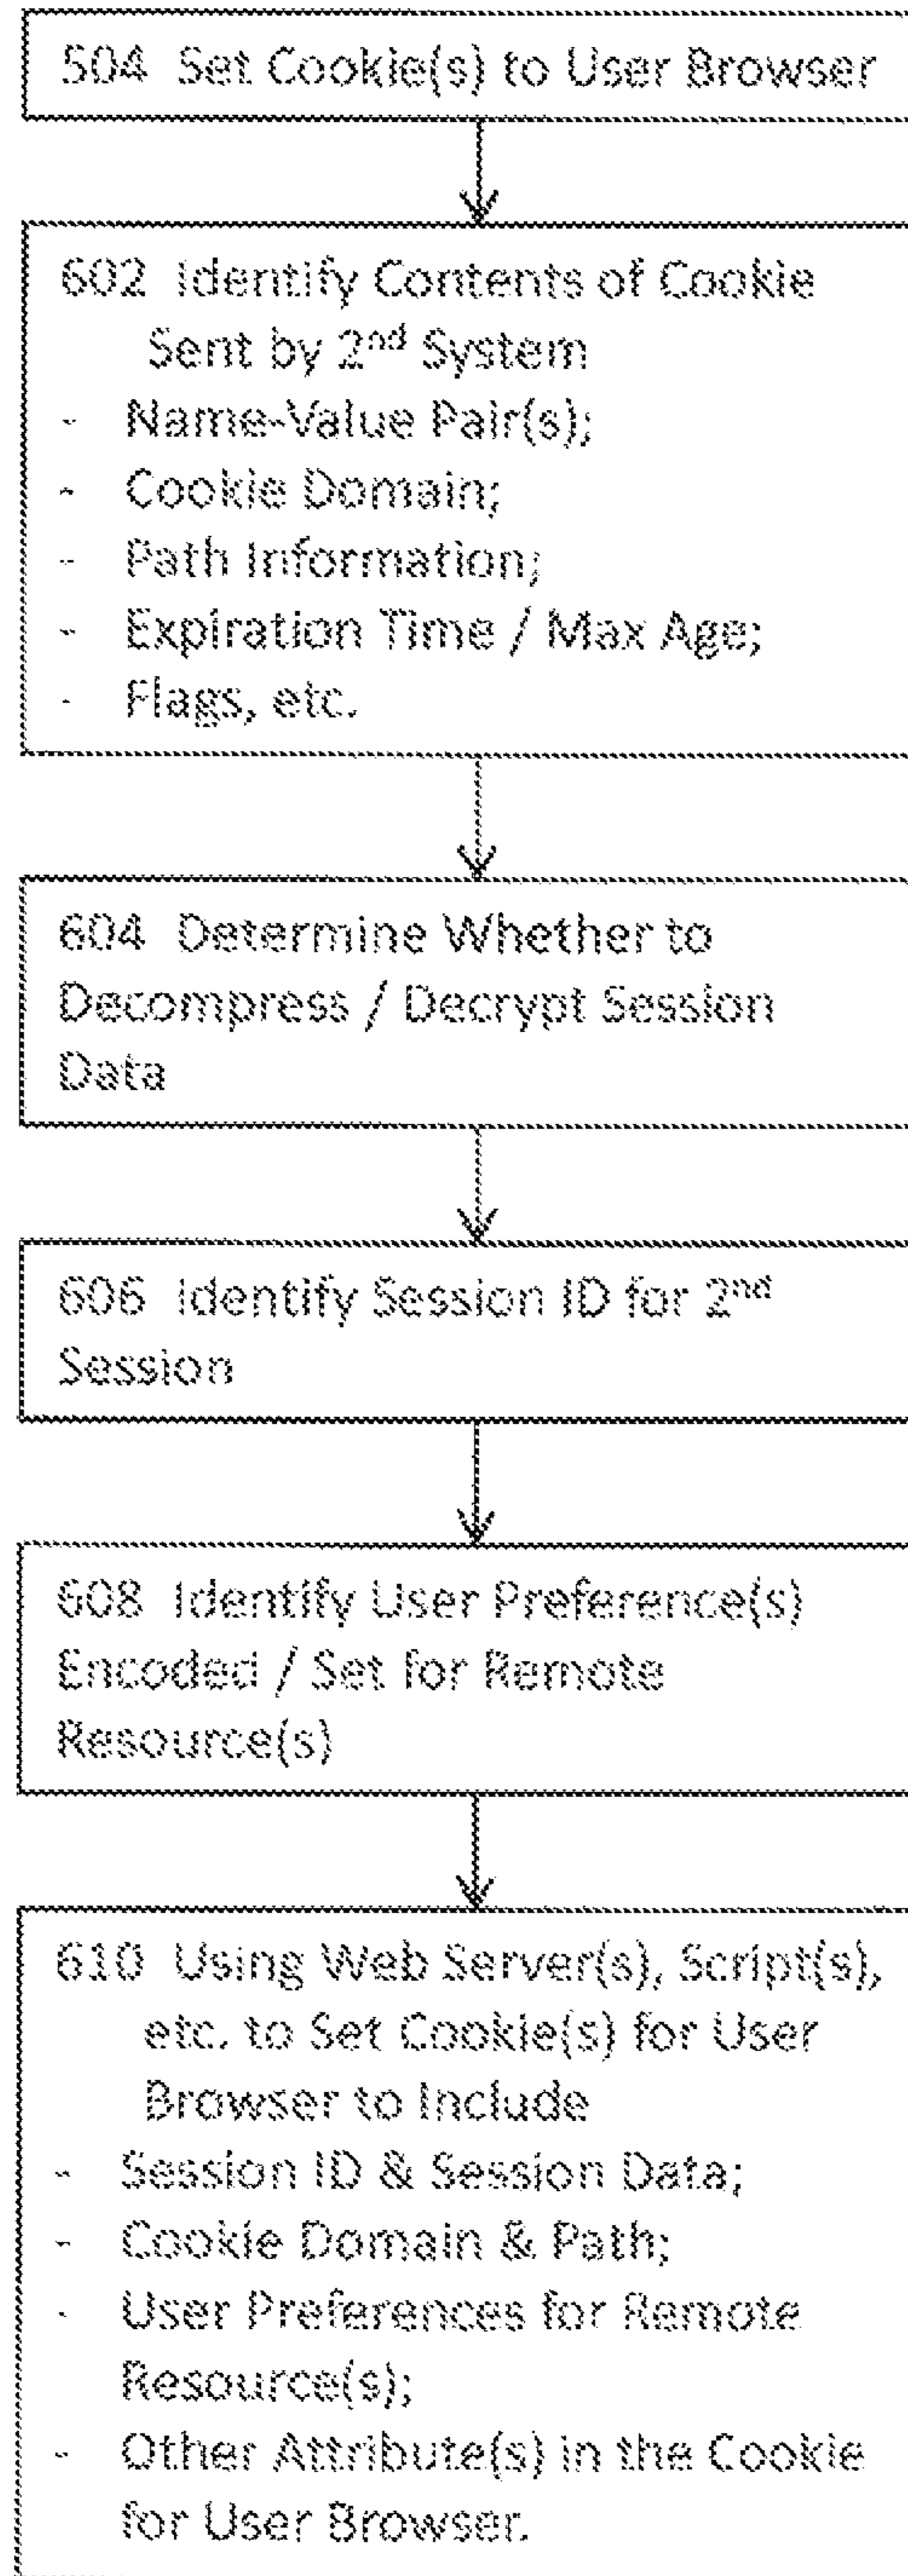 504 Set Cookie(s) to User Browser
602 Identify Contents of Cookie
Sent by 2nd System
- Name-Value Pair(s);
- Cookie Domain;
- Path Information;
- Expiration Time / Max Age;
- Flags, etc.
604 Determine Whether to
Decompress / Decrypt Session
Data
606 Identify Session ID for 2nd
Session
608 Identify User Preference(s)
Encoded / Set for Remote
Resource(s)
610 Using Web Server(s), Script(s),
etc. to Set Cookie(s) for User
Browser to Include
- Session ID & Session Data;
- Cookie Domain & Path;
- User Preferences for Remote
Resource(s);
- Other Attribute(s) in the Cookie
for User Browser.